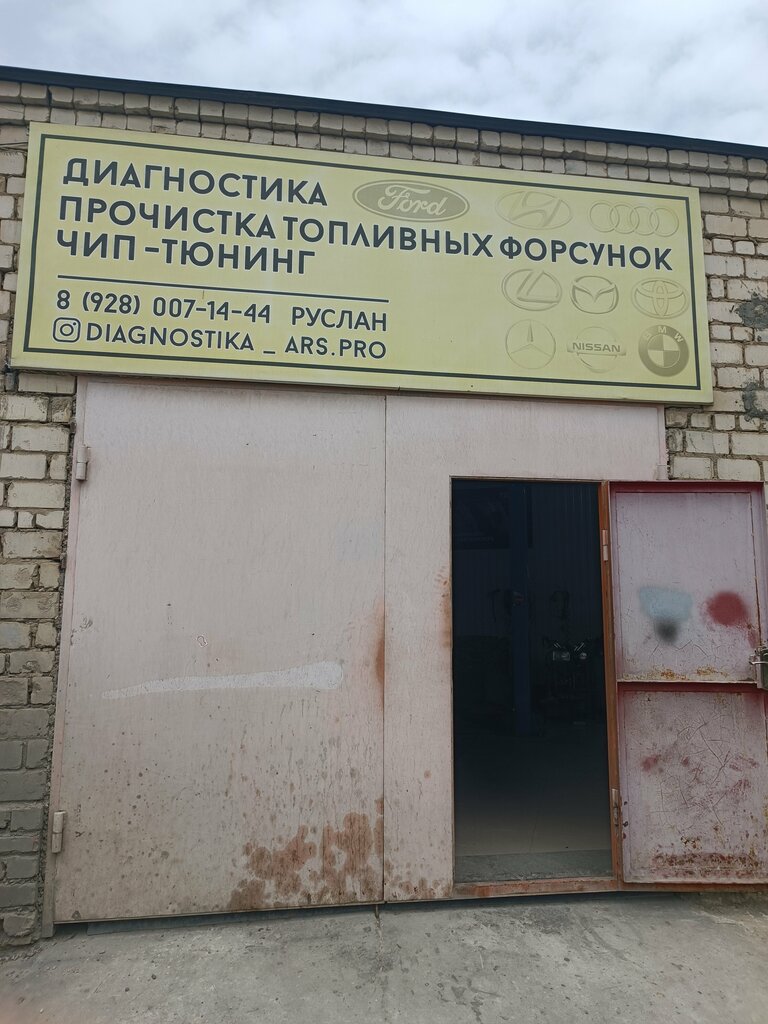 ДИАГНОСТИКА
ПРОЧИСТКА ТОПЛИВНЫХ ФОРСУНОК
ЧИП-ТЮНИНГ
8 (928) 007-14-44 РУСЛАН
DIAGNOSTIKA _ ARS.PRO
Ford
NISSAN
BMW